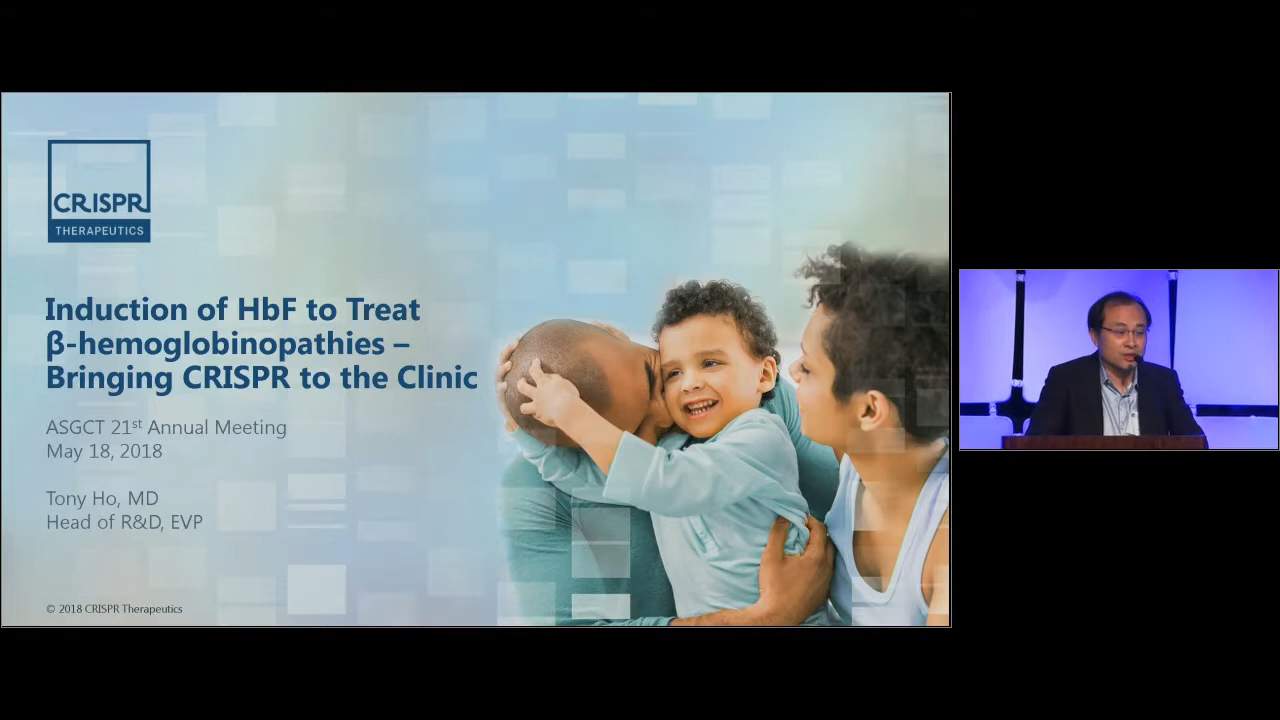 CRISPR
THERAPEUTICS
Induction of HbF to Treat
β-hemoglobinopathies –
Bringing CRISPR to the Clinic
ASGCT 21st Annual Meeting
May 18, 2018
Tony Ho, MD
Head of R&D, EVP
© 2018 CRISPR Therapeutics